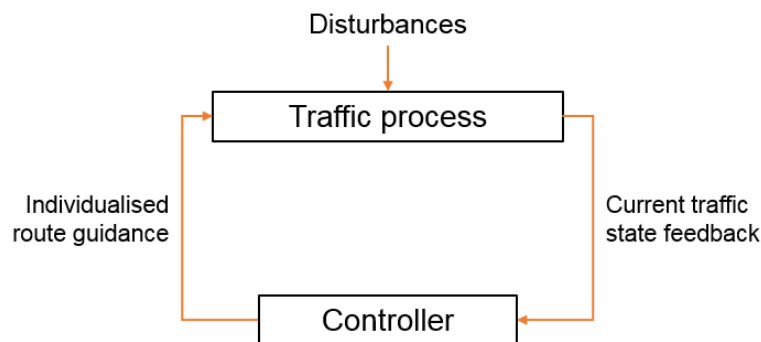 Disturbances
Traffic process
Individualised
route guidance
Current traffic
state feedback
Controller